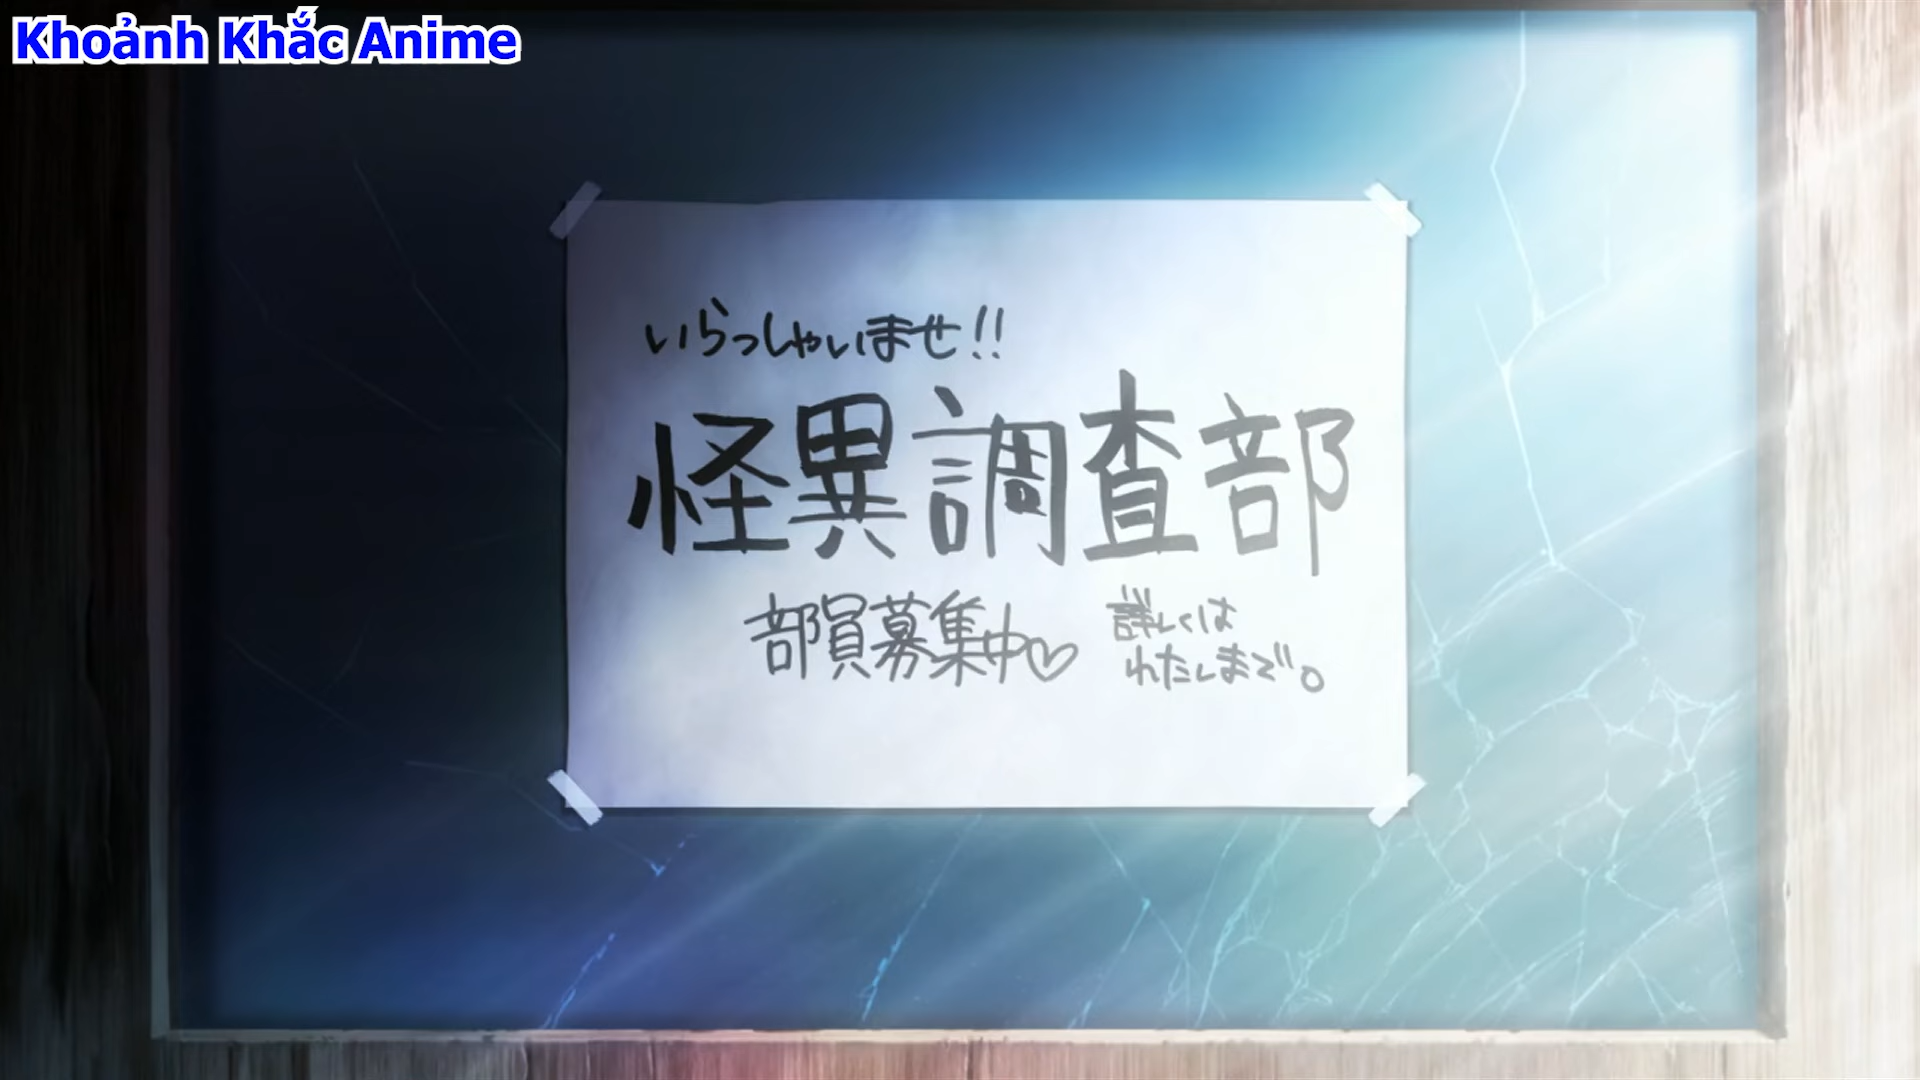 Khoảnh Khắc Anime
いらっしゃいませ!!
怪異調査部
部員募集中♡
詳しくは
わたしまで。